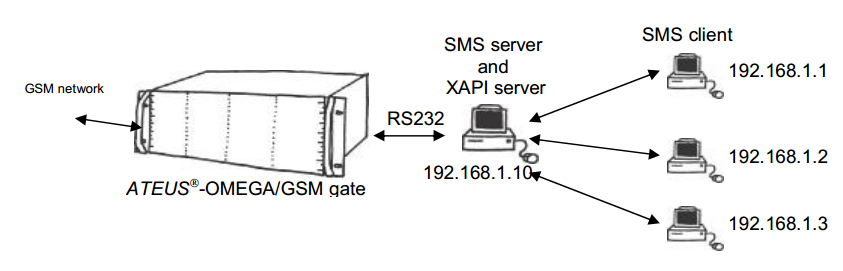 SMS client
SMS server
and
XAPI server
192.168.1.1
GSM network
RS232
192.168.1.2
192.168.1.10
ATEUS®-OMEGA/GSM gate
192.168.1.3